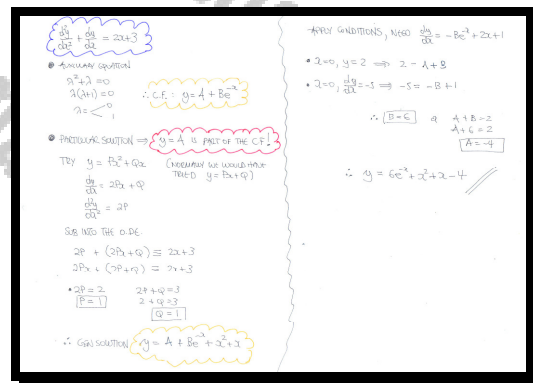 d²y/dx² + dy/dx = 2x+3
• AUXILIARY EQUATION
λ²+λ = 0
λ(λ+1) = 0
λ = < 0 -1
∴ C.F. : y = A + Be⁻ˣ
• PARTICULAR SOLUTION ⇒ y=A IS PART OF THE C.F!
TRY y = Px² + Qx
(NORMALLY WE WOULD HAVE
TRIED y = Px+Q)
dy/dx = 2Px + Q
d²y/dx² = 2P
SUB INTO THE O.D.E.
2P + (2Px+Q) ≡ 2x+3
2Px + (2P+Q) ≡ 2x+3
• 2P = 2
P = 1
2P+Q=3
2+Q=3
Q = 1
∴ GEN SOLUTION y = A + Be⁻ˣ + x² + x
APPLY CONDITIONS, NEED dy/dx = -Be⁻ˣ + 2x+1
• x=0, y=2 ⇒ 2 = A+B
• x=0, dy/dx = -5 ⇒ -5 = -B+1
∴ B=6 & A+B=2
A+6=2
A=-4
∴ y = 6e⁻ˣ + x² + x - 4